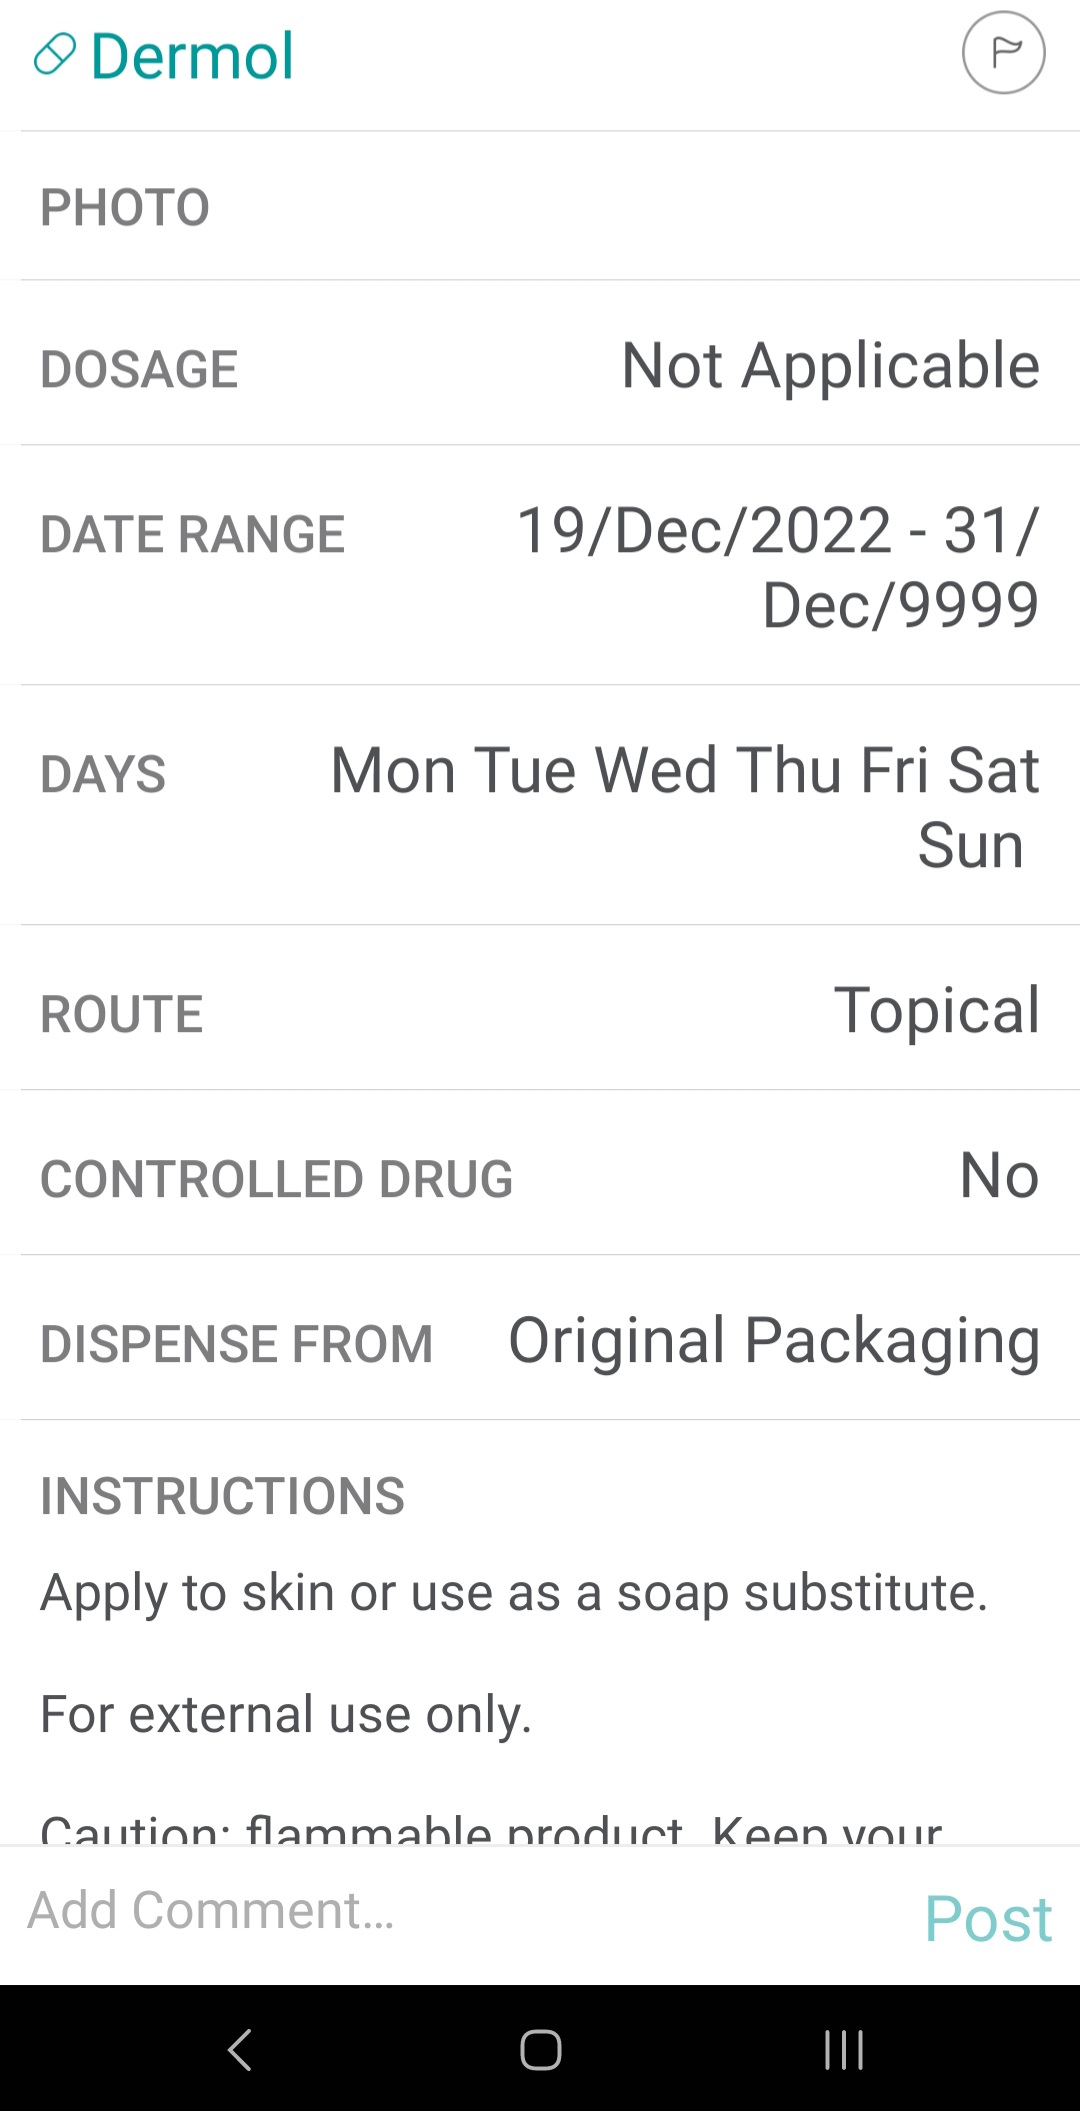 Dermol
PHOTO
DOSAGE Not Applicable
DATE RANGE 19/Dec/2022 - 31/
Dec/9999
DAYS Mon Tue Wed Thu Fri Sat
Sun
ROUTE Topical
CONTROLLED DRUG No
DISPENSE FROM Original Packaging
INSTRUCTIONS
Apply to skin or use as a soap substitute.
For external use only.
Caution: flammable product. Keep your
Add Comment...
Post